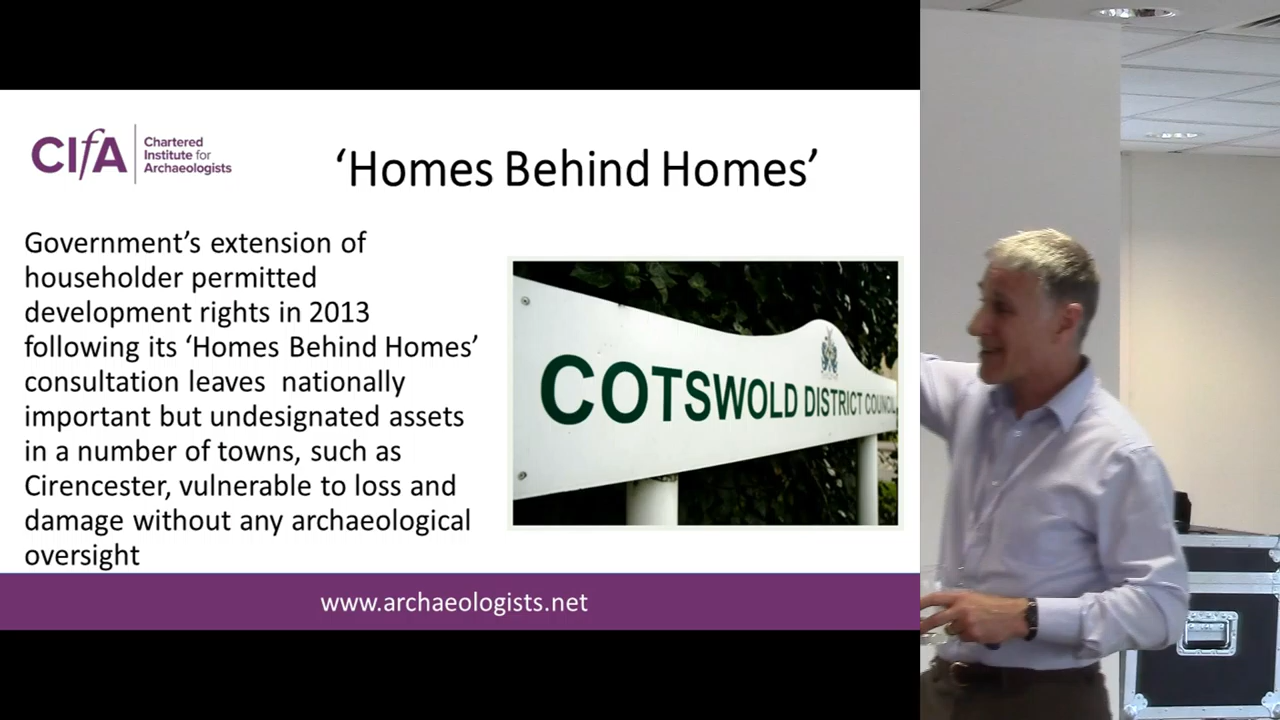 CIfA
Chartered
Institute for
Archaeologists
‘Homes Behind Homes’
Government’s extension of
householder permitted
development rights in 2013
following its ‘Homes Behind Homes’
consultation leaves nationally
important but undesignated assets
in a number of towns, such as
Cirencester, vulnerable to loss and
damage without any archaeological
oversight
COTSWOLD DISTRICT COUNCIL
www.archaeologists.net